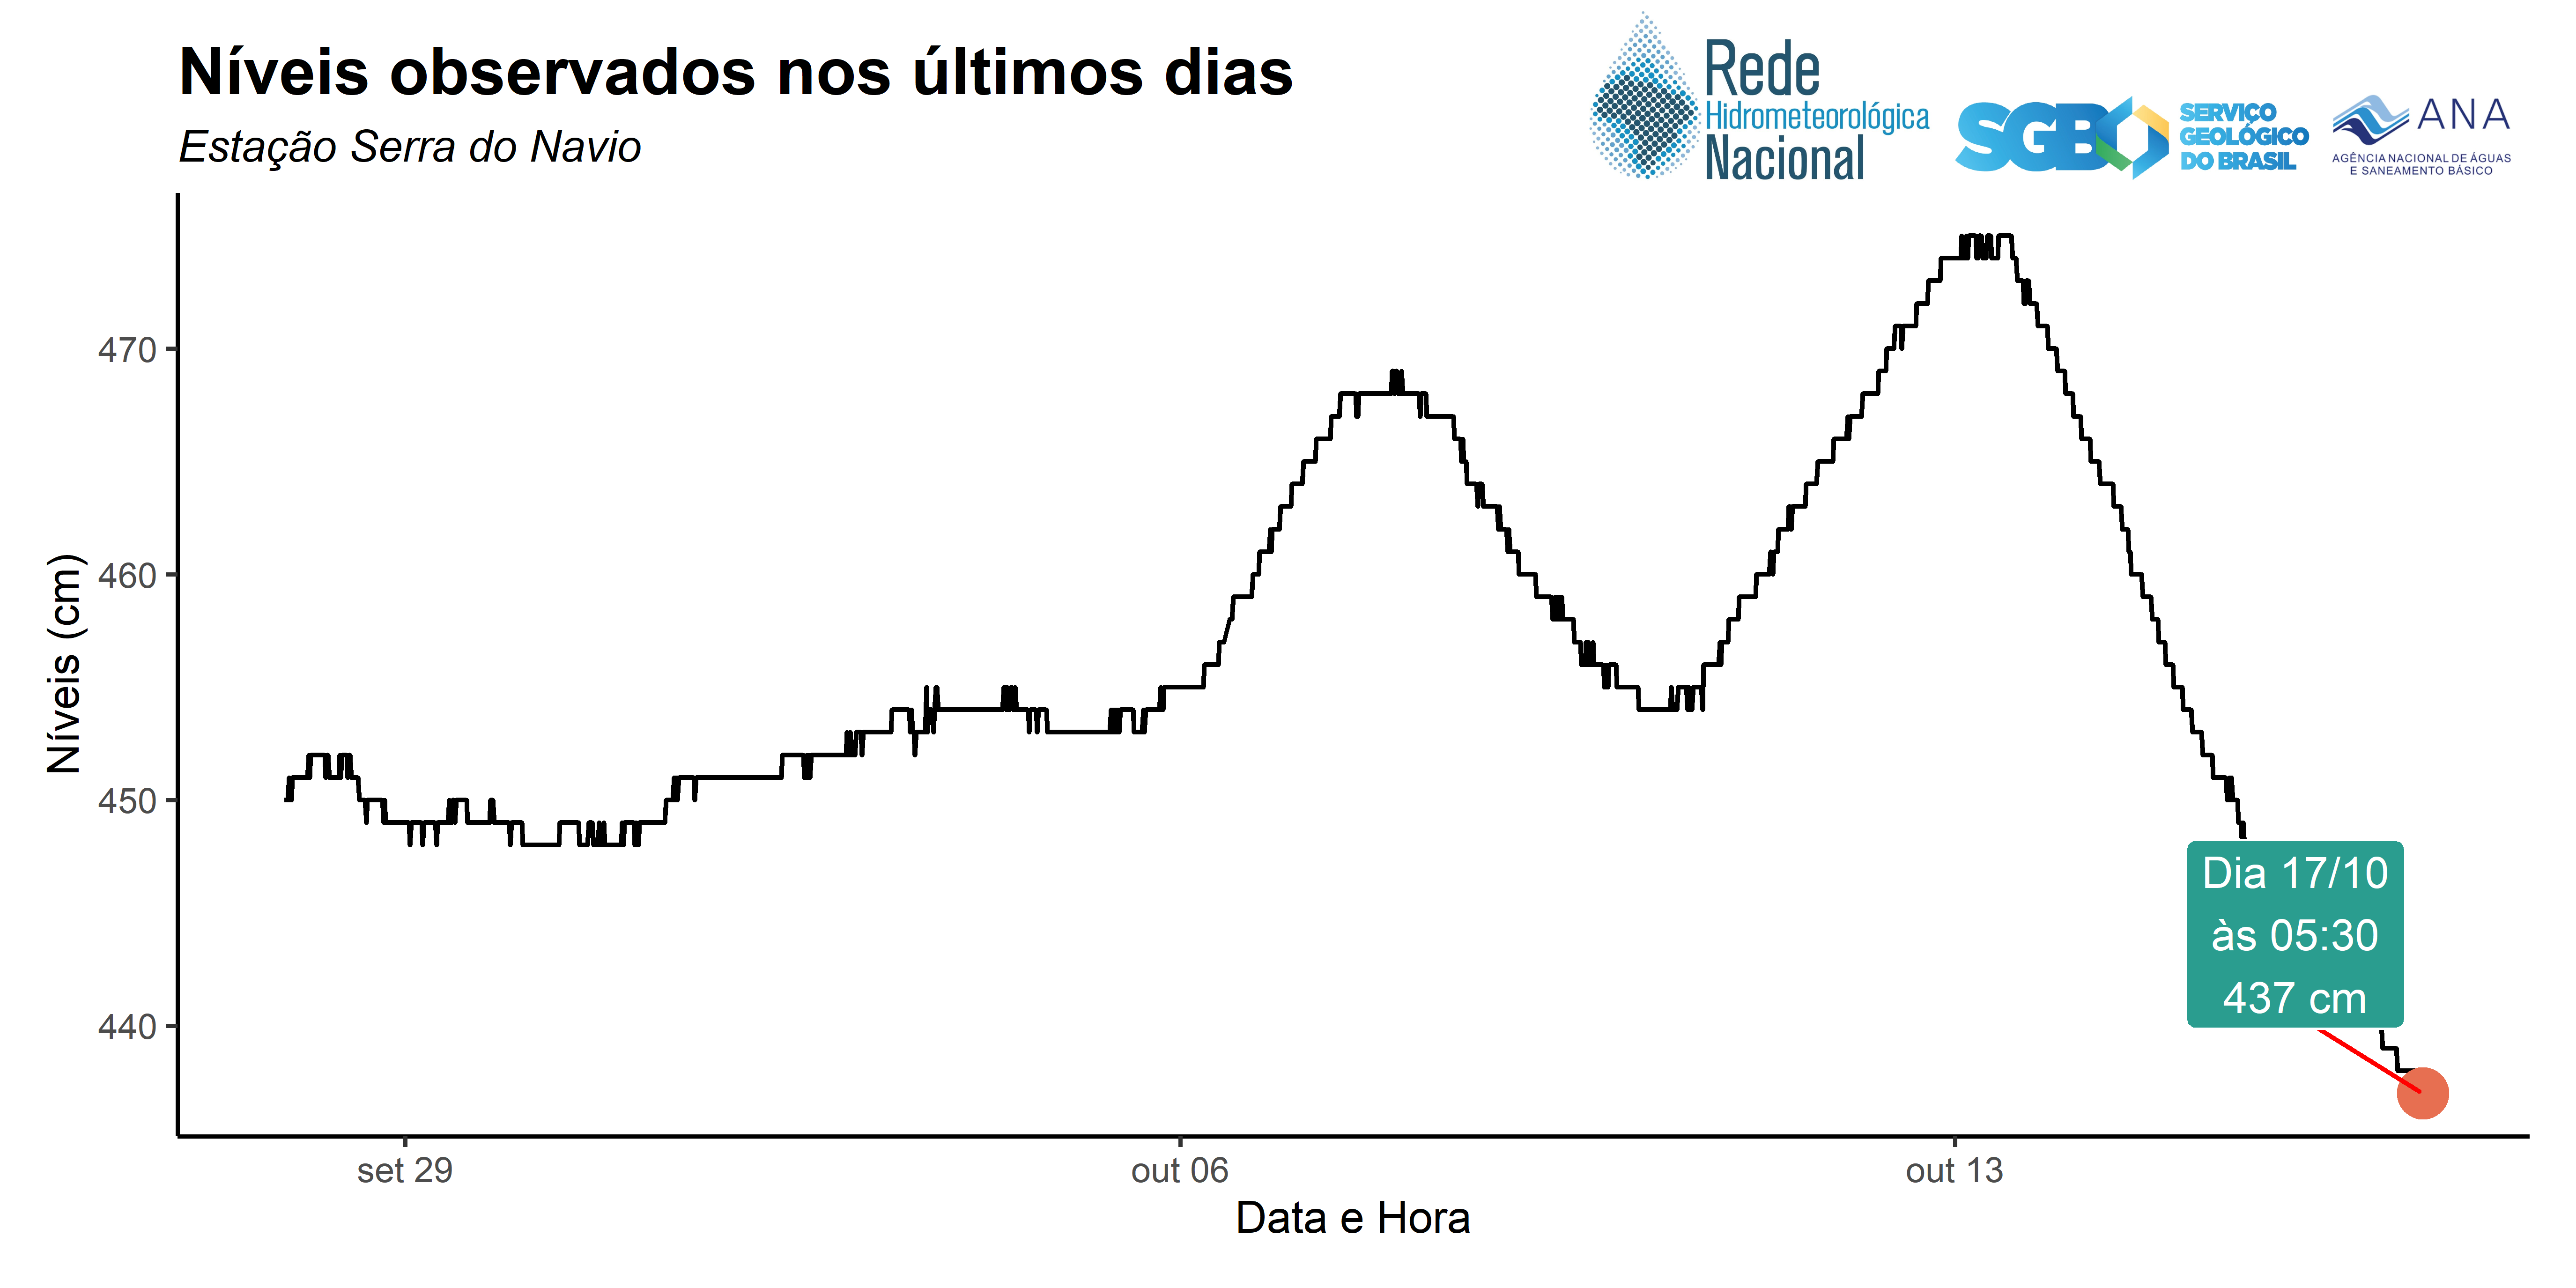 Níveis observados nos últimos dias
Estação Serra do Navio
Rede
Hidrometeorológica
Nacional
SGB
SERVIÇO
GEOLÓGICO
DO BRASIL
ANA
AGÊNCIA NACIONAL DE ÁGUAS
E SANEAMENTO BÁSICO
Níveis (cm)
470
460
450
440
Dia 17/10
às 05:30
437 cm
set 29
out 06
out 13
Data e Hora